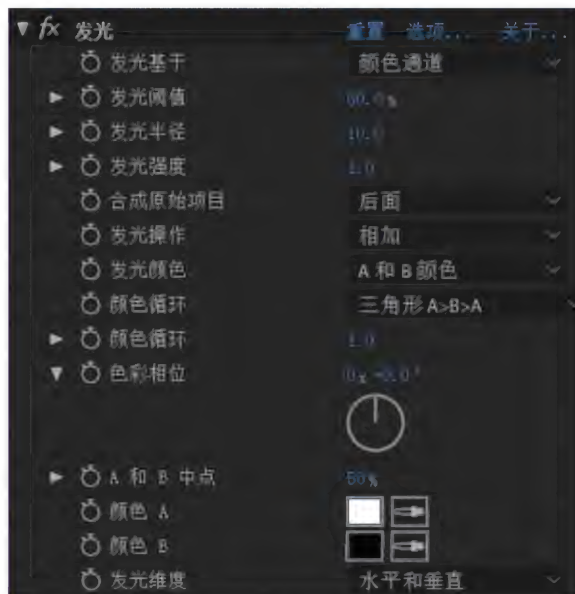 fx 发光 重置 选项... 关于...
发光基于 颜色通道
发光阈值 60.0%
发光半径 10.0
发光强度 1.0
合成原始项目 后面
发光操作 相加
发光颜色 A 和 B 颜色
颜色循环 三角形 A>B>A
颜色循环 1.0
色彩相位 0x +0.0°
A 和 B 中点 50%
颜色 A
颜色 B
发光维度 水平和垂直